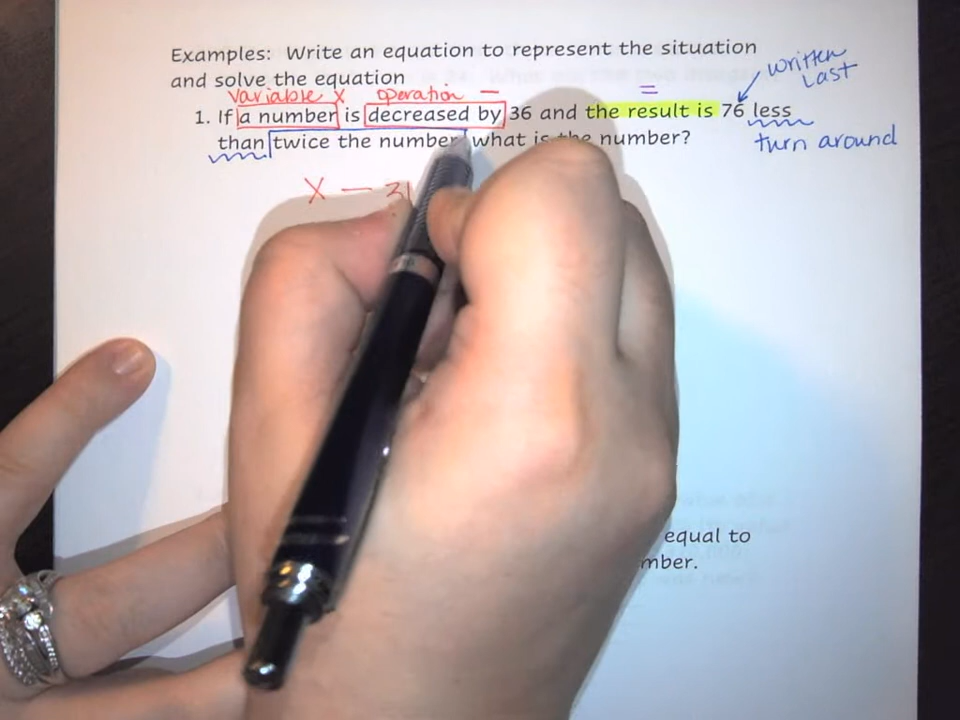 Examples: Write an equation to represent the situation
and solve the equation
written last
variable x operation − =
1. If a number is decreased by 36 and the result is 76 less
than twice the number what is the number?
turn around
x −
equal to
mber.